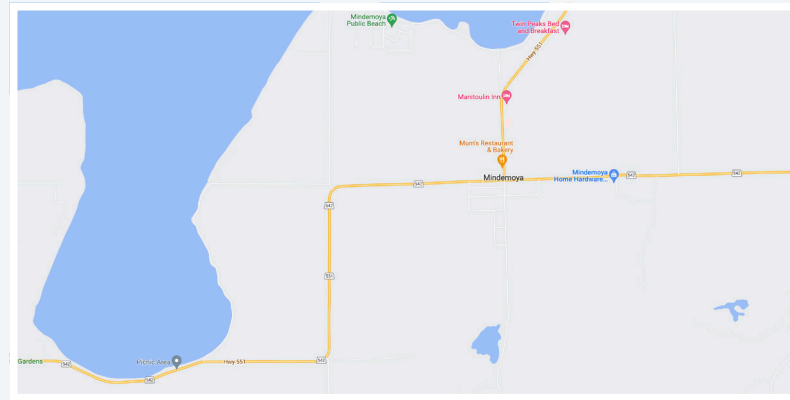 Mindemoya
Public Beach
Twin Peaks Bed
and Breakfast
Hwy 551
Manitoulin Inn
Mum's Restaurant
& Bakery
Mindemoya
Mindemoya
Home Hardware...
542
542
542
542
551
542
Hwy 551
Picnic Area
Gardens
542
542